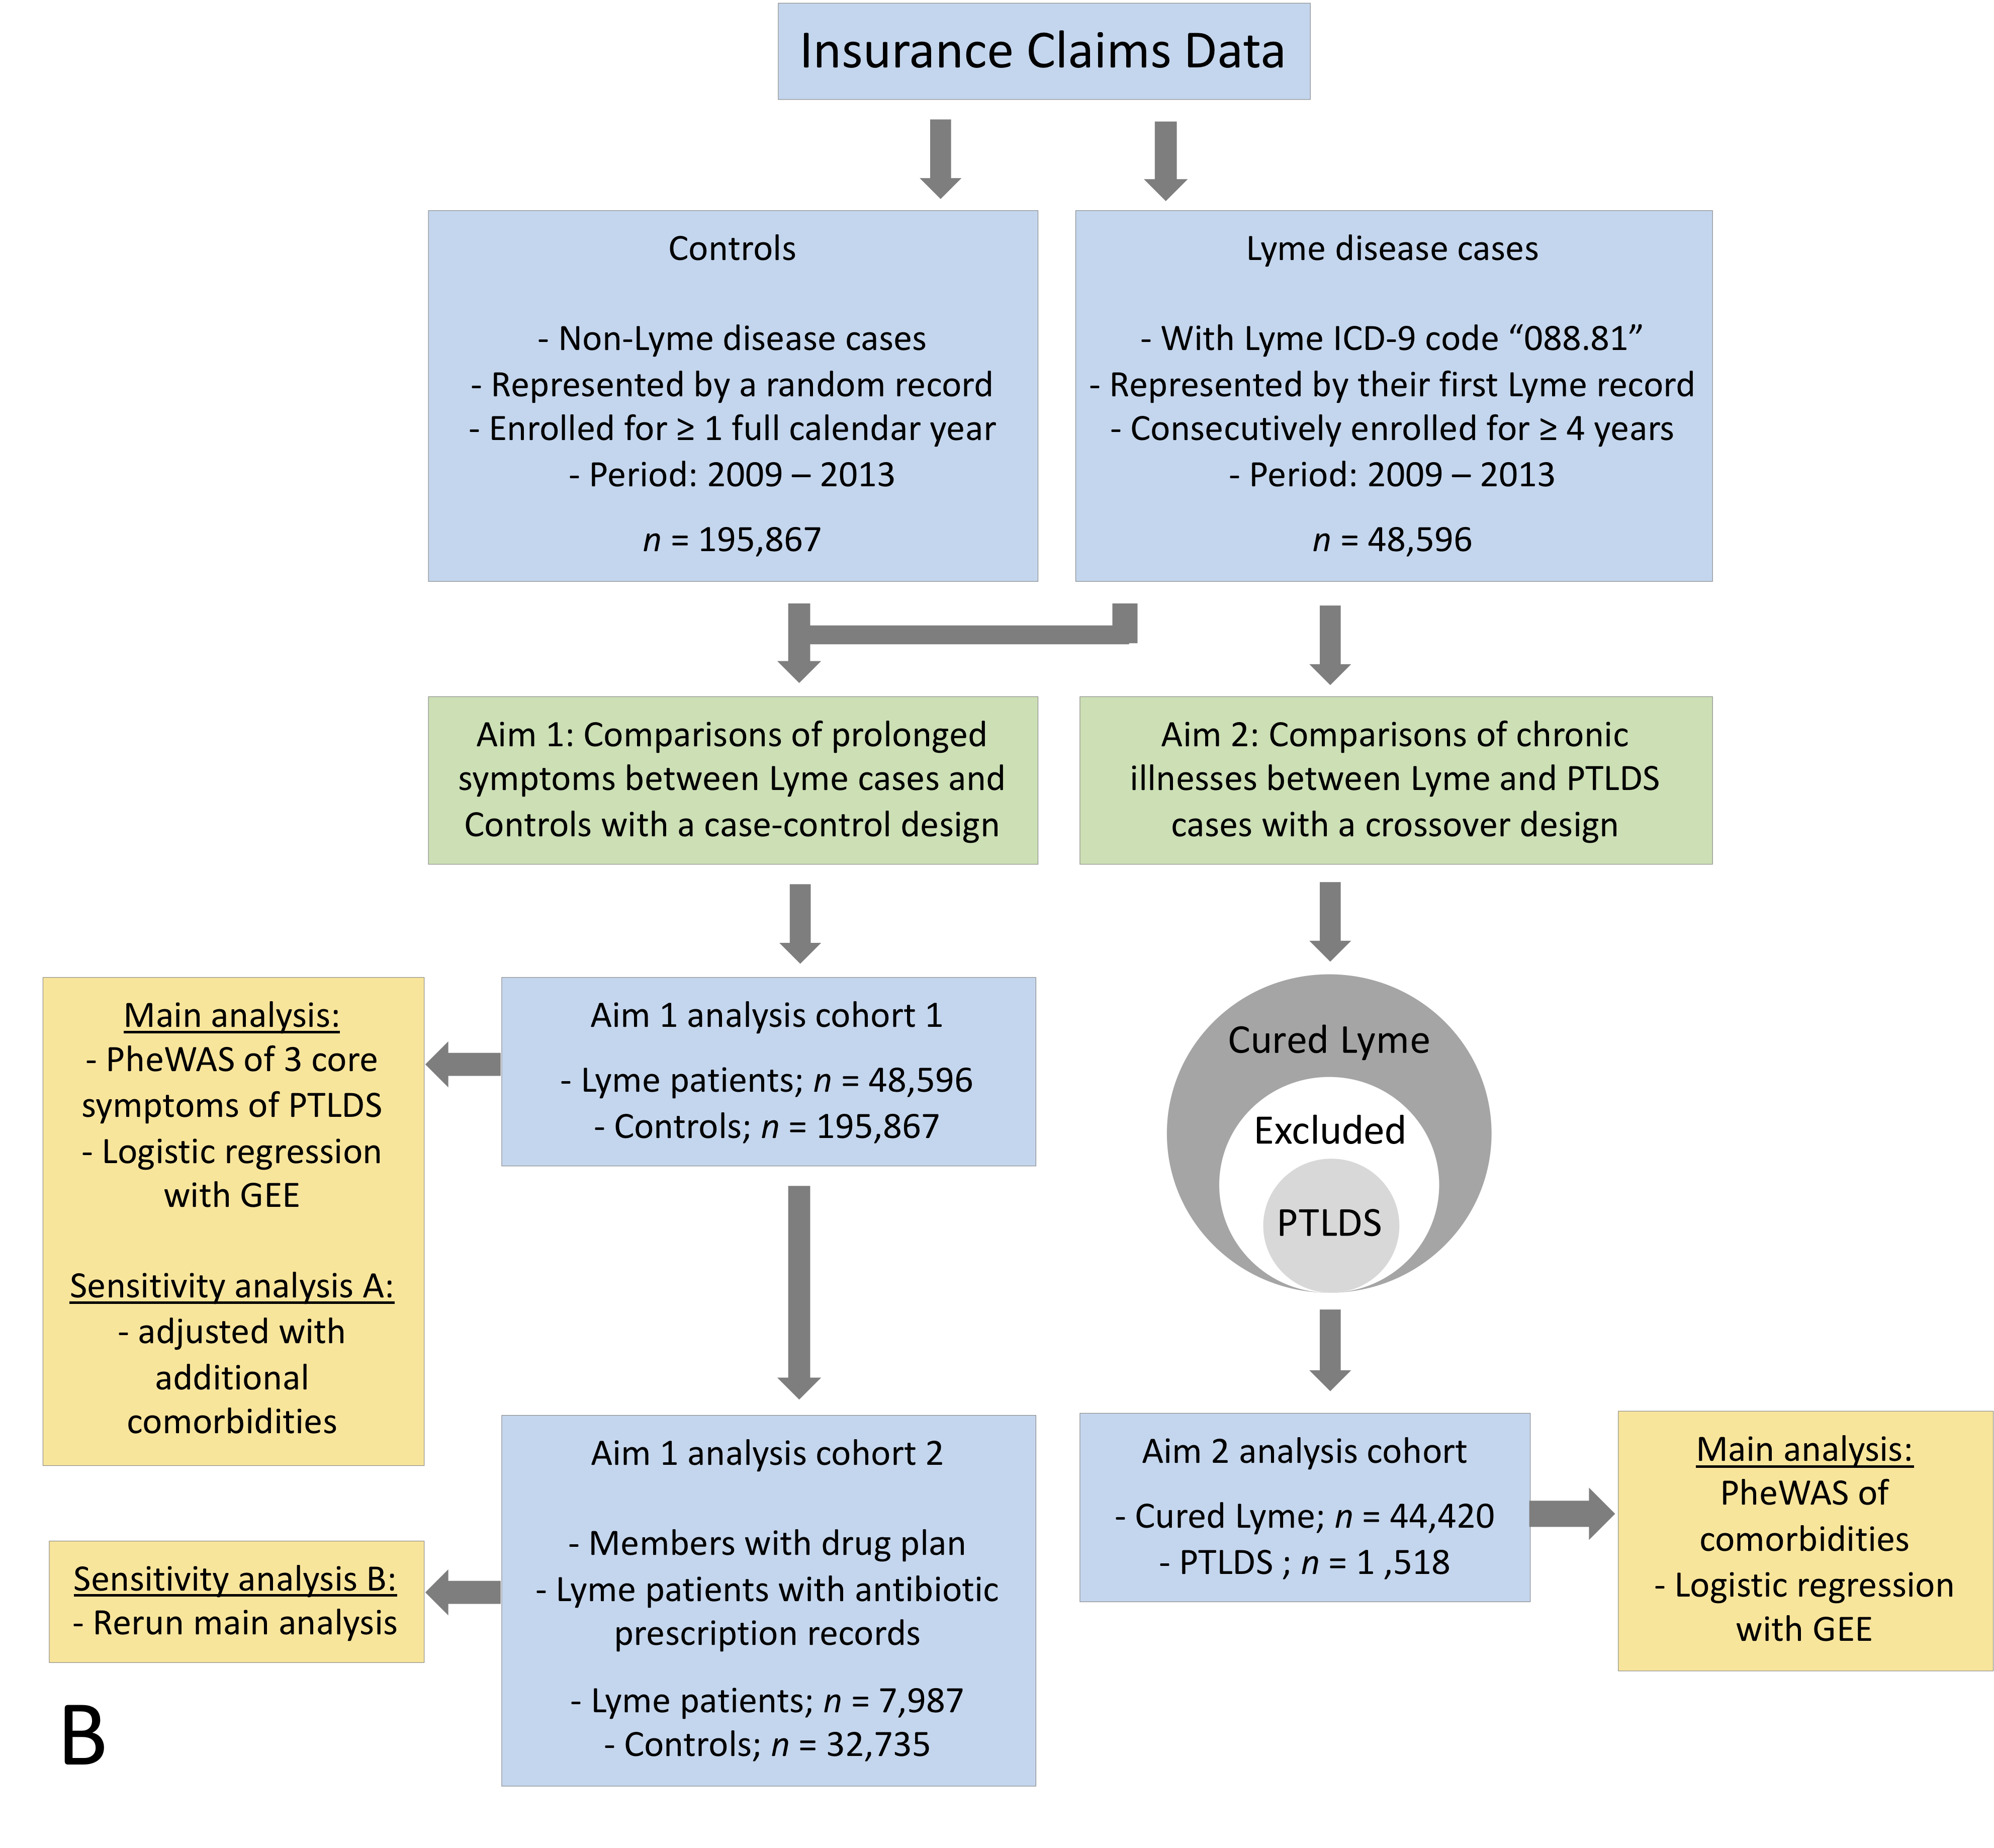 Insurance Claims Data
Controls
- Non-Lyme disease cases
- Represented by a random record
- Enrolled for ≥ 1 full calendar year
- Period: 2009 – 2013
n = 195,867
Lyme disease cases
- With Lyme ICD-9 code “088.81”
- Represented by their first Lyme record
- Consecutively enrolled for ≥ 4 years
- Period: 2009 – 2013
n = 48,596
Aim 1: Comparisons of prolonged
symptoms between Lyme cases and
Controls with a case-control design
Aim 2: Comparisons of chronic
illnesses between Lyme and PTLDS
cases with a crossover design
Main analysis:
- PheWAS of 3 core
symptoms of PTLDS
- Logistic regression
with GEE
Sensitivity analysis A:
- adjusted with
additional
comorbidities
Aim 1 analysis cohort 1
- Lyme patients; n = 48,596
- Controls; n = 195,867
Cured Lyme
Excluded
PTLDS
Aim 1 analysis cohort 2
- Members with drug plan
- Lyme patients with antibiotic
prescription records
- Lyme patients; n = 7,987
- Controls; n = 32,735
Sensitivity analysis B:
- Rerun main analysis
Aim 2 analysis cohort
- Cured Lyme; n = 44,420
- PTLDS ; n = 1 ,518
Main analysis:
PheWAS of
comorbidities
- Logistic regression
with GEE
B